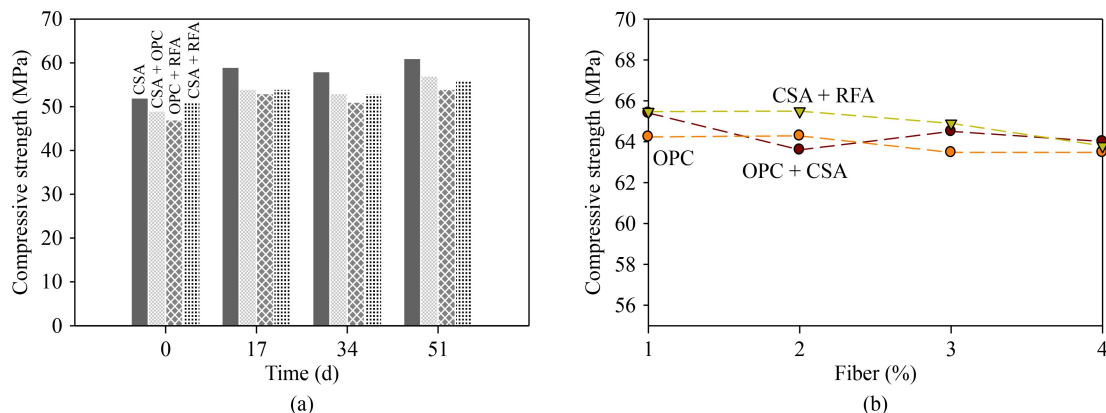 Compressive strength (MPa)
70
60
50
40
30
20
10
0
CSA
CSA + OPC
OPC + RFA
CSA + RFA
0 17 34 51
Time (d)
(a)
Compressive strength (MPa)
70
68
66
64
62
60
58
56
CSA + RFA
OPC
OPC + CSA
1 2 3 4
Fiber (%)
(b)